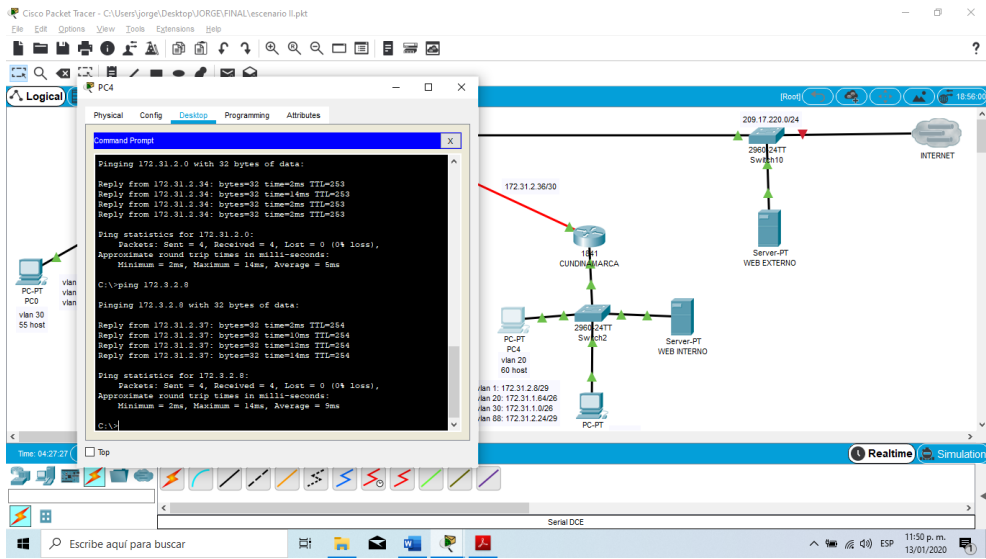 Cisco Packet Tracer - C:\Users\jorge\Desktop\JORGE\FINAL\escenario II.pkt
File Edit Options View Tools Extensions Help
?
Logical
[Root]
18:56:00
PC4
Physical Config Desktop Programming Attributes
Command Prompt
X
Pinging 172.31.2.0 with 32 bytes of data:
Reply from 172.31.2.34: bytes=32 time=2ms TTL=253
Reply from 172.31.2.34: bytes=32 time=14ms TTL=253
Reply from 172.31.2.34: bytes=32 time=2ms TTL=253
Reply from 172.31.2.34: bytes=32 time=2ms TTL=253
Ping statistics for 172.31.2.0:
Packets: Sent = 4, Received = 4, Lost = 0 (0% loss),
Approximate round trip times in milli-seconds:
Minimum = 2ms, Maximum = 14ms, Average = 5ms
C:\>ping 172.3.2.8
Pinging 172.3.2.8 with 32 bytes of data:
Reply from 172.31.2.37: bytes=32 time=2ms TTL=254
Reply from 172.31.2.37: bytes=32 time=10ms TTL=254
Reply from 172.31.2.37: bytes=32 time=12ms TTL=254
Reply from 172.31.2.37: bytes=32 time=14ms TTL=254
Ping statistics for 172.3.2.8:
Packets: Sent = 4, Received = 4, Lost = 0 (0% loss),
Approximate round trip times in milli-seconds:
Minimum = 2ms, Maximum = 14ms, Average = 9ms
C:\>
Top
PC-PT
PC0
vlan 30
55 host
vlan
vlan
vlan
209.17.220.0/24
2960-24TT
Switch10
INTERNET
172.31.2.36/30
1841
CUNDINAMARCA
Server-PT
WEB EXTERNO
2960-24TT
Switch2
PC-PT
PC4
vlan 20
60 host
Server-PT
WEB INTERNO
vlan 1: 172.31.2.8/29
vlan 20: 172.31.1.64/26
vlan 30: 172.31.1.0/26
vlan 88: 172.31.2.24/29
PC-PT
Time: 04:27:27
Realtime
Simulation
Serial DCE
Escribe aquí para buscar
ESP
11:50 p. m.
13/01/2020
1